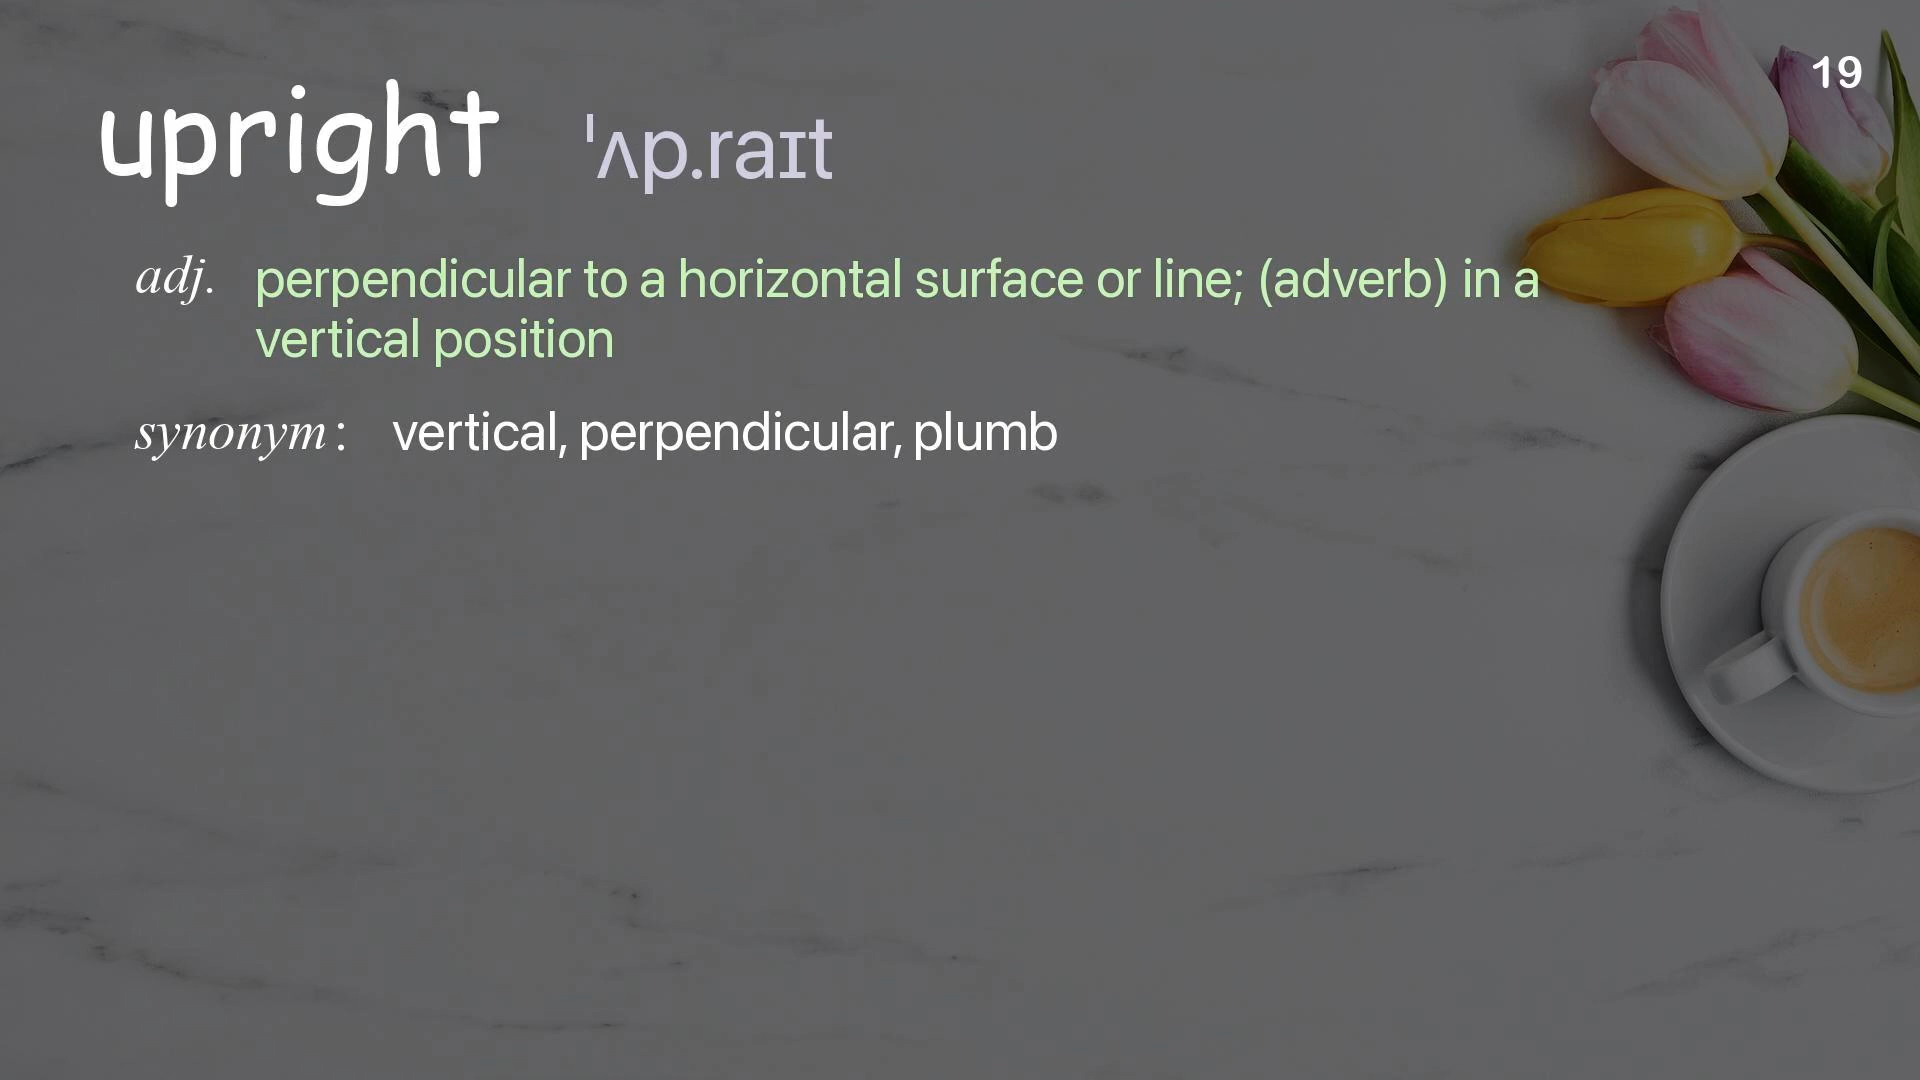 19
upright ˈʌp.raɪt
adj. perpendicular to a horizontal surface or line; (adverb) in a
vertical position
synonym: vertical, perpendicular, plumb